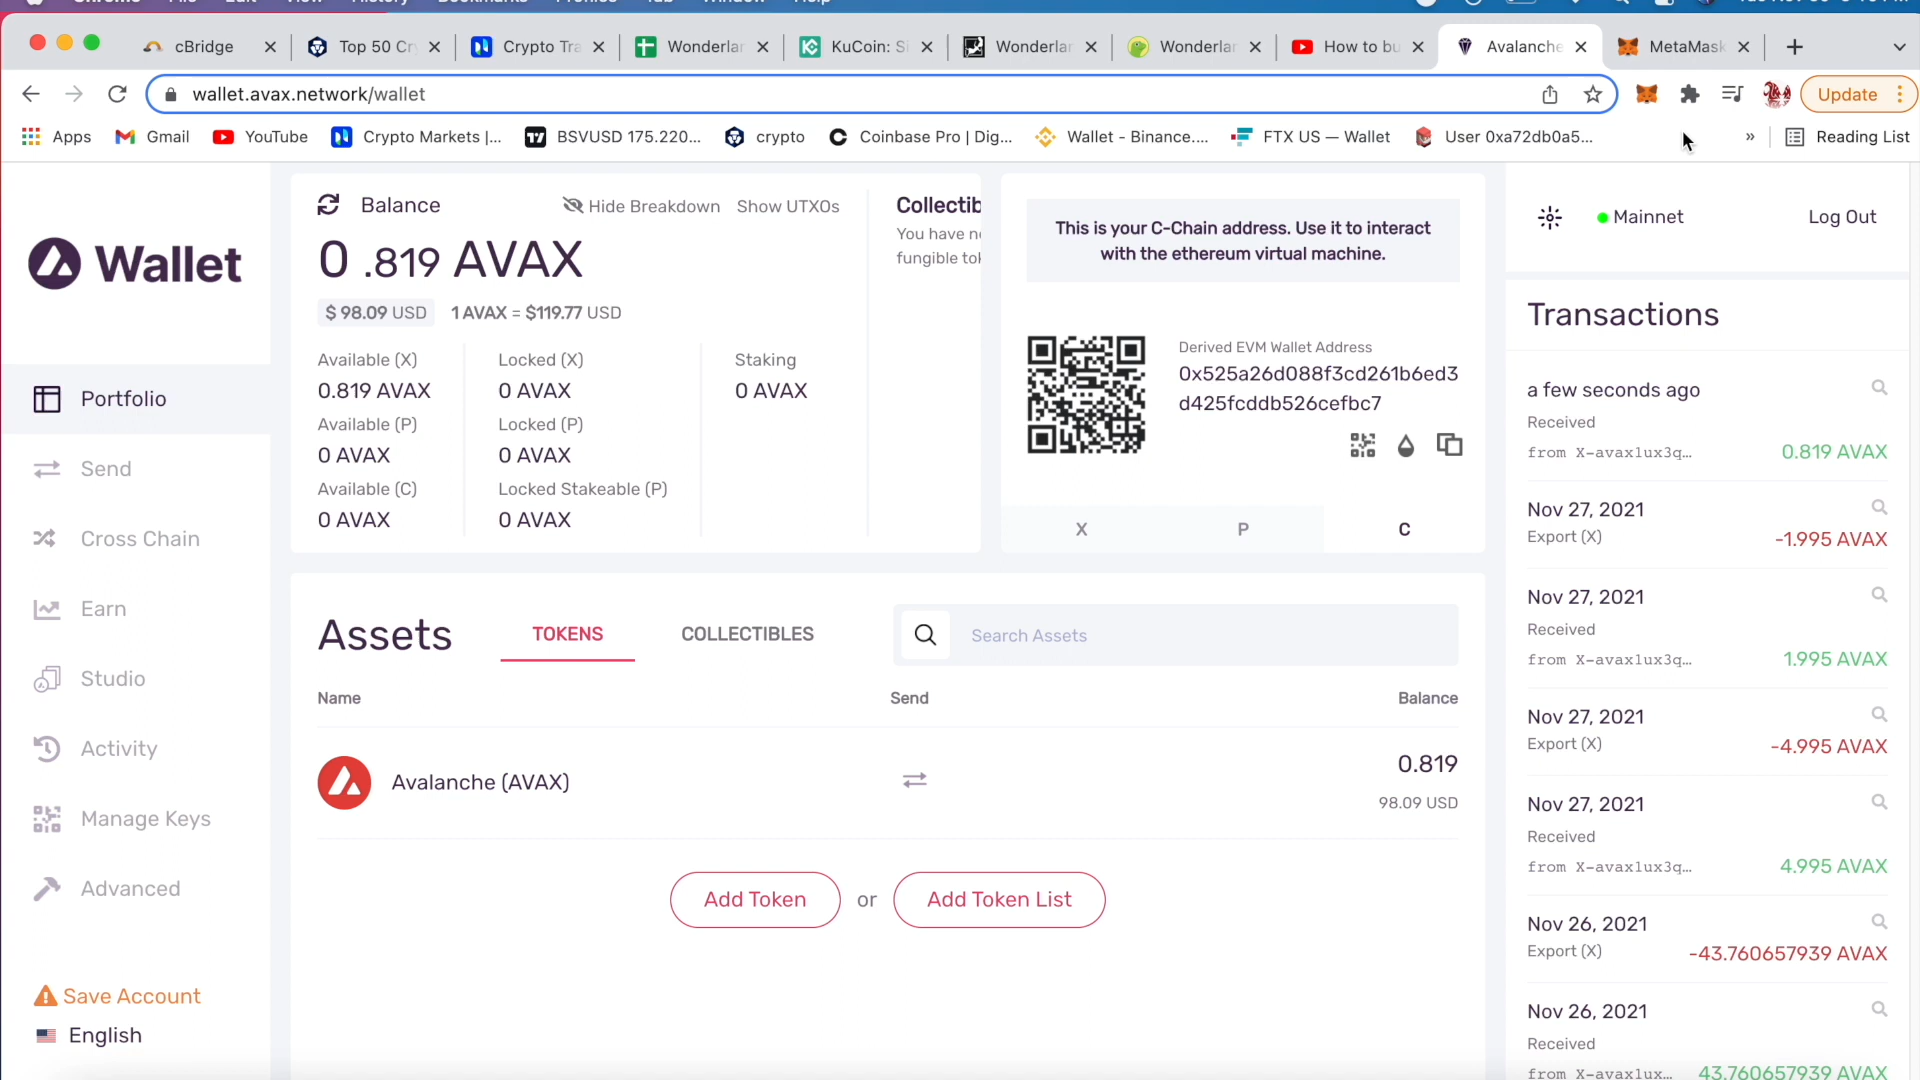 cBridge
Top 50 Cr
Crypto Tra
Wonderlan
KuCoin: S
Wonderlan
Wonderlan
How to bu
Avalanche
MetaMask
wallet.avax.network/wallet
Update
Apps
Gmail
YouTube
Crypto Markets |...
BSVUSD 175.220...
crypto
Coinbase Pro | Dig...
Wallet - Binance....
FTX US — Wallet
User 0xa72db0a5...
»
Reading List
Wallet
Portfolio
Send
Cross Chain
Earn
Studio
Activity
Manage Keys
Advanced
Save Account
English
Balance
Hide Breakdown
Show UTXOs
0 .819 AVAX
$ 98.09 USD
1 AVAX = $119.77 USD
Available (X)
0.819 AVAX
Available (P)
0 AVAX
Available (C)
0 AVAX
Locked (X)
0 AVAX
Locked (P)
0 AVAX
Locked Stakeable (P)
0 AVAX
Staking
0 AVAX
Collectib
You have n
fungible tok
This is your C-Chain address. Use it to interact
with the ethereum virtual machine.
Derived EVM Wallet Address
0x525a26d088f3cd261b6ed3
d425fcddb526cefbc7
X
P
C
Assets
TOKENS
COLLECTIBLES
Search Assets
Name
Send
Balance
Avalanche (AVAX)
0.819
98.09 USD
Add Token
or
Add Token List
Mainnet
Log Out
Transactions
a few seconds ago
Received
from X-avax1ux3q…
0.819 AVAX
Nov 27, 2021
Export (X)
-1.995 AVAX
Nov 27, 2021
Received
from X-avax1ux3q…
1.995 AVAX
Nov 27, 2021
Export (X)
-4.995 AVAX
Nov 27, 2021
Received
from X-avax1ux3q…
4.995 AVAX
Nov 26, 2021
Export (X)
-43.760657939 AVAX
Nov 26, 2021
Received
from X-avax1ux…
43.760657939 AVAX